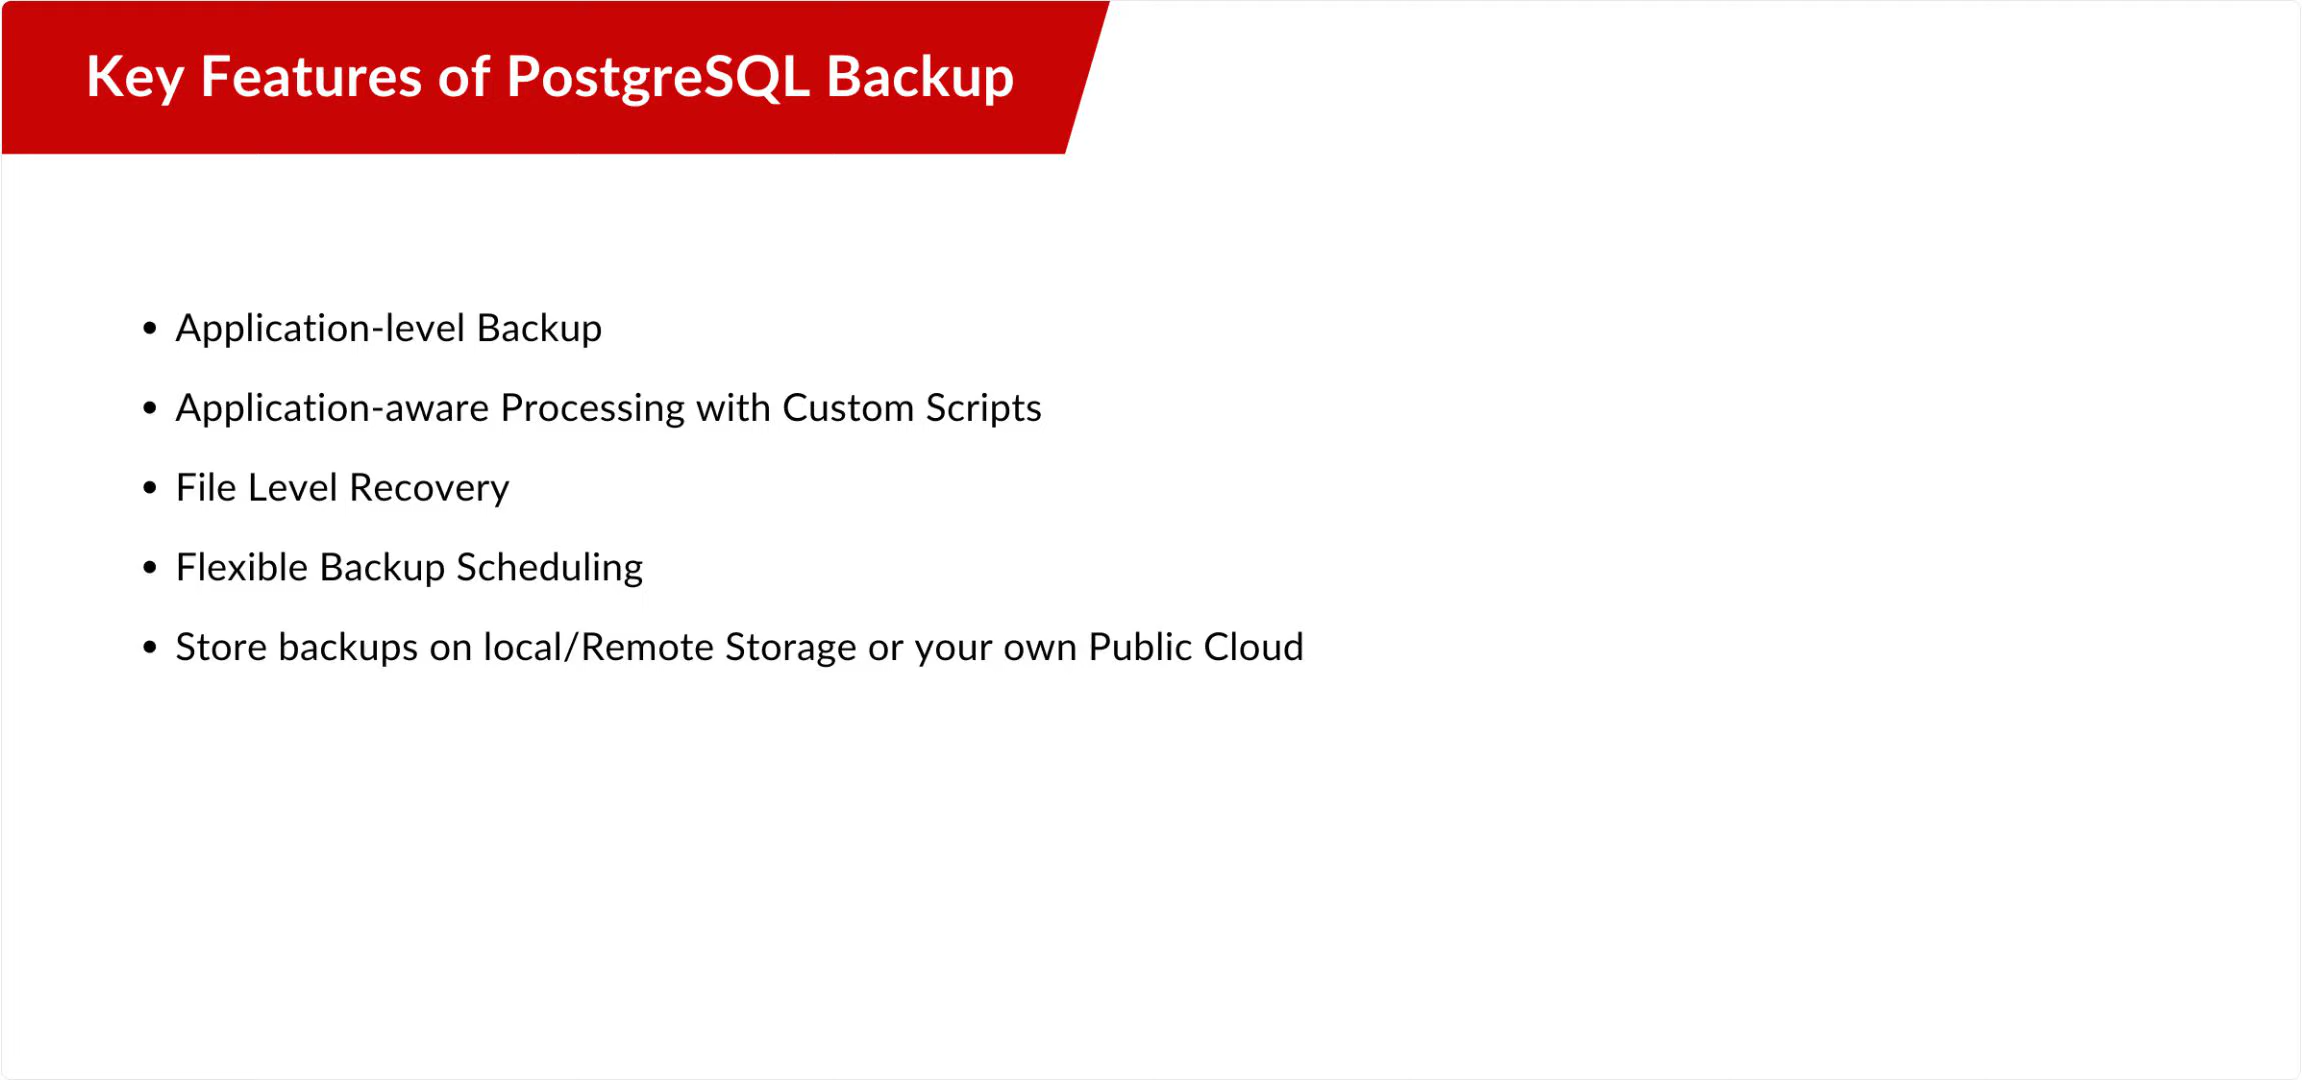 Key Features of PostgreSQL Backup
• Application-level Backup
• Application-aware Processing with Custom Scripts
• File Level Recovery
• Flexible Backup Scheduling
• Store backups on local/Remote Storage or your own Public Cloud